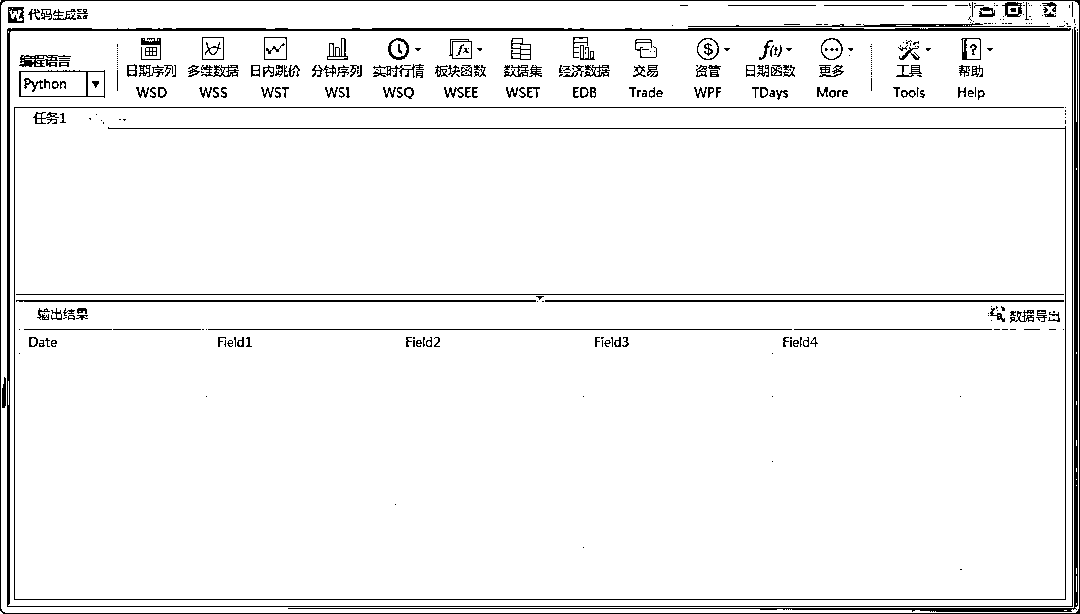 代码生成器
编程语言
Python
日期序列 多维数据 日内跳价 分钟序列 实时行情 板块函数 数据集 经济数据 交易 资管 日期函数 更多 工具 帮助
WSD WSS WST WSI WSQ WSEE WSET EDB Trade WPF TDays More Tools Help
任务1
输出结果 数据导出
Date Field1 Field2 Field3 Field4